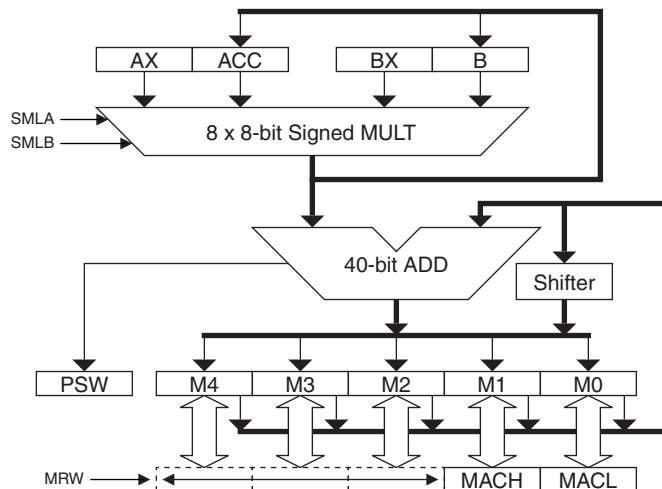 AX ACC BX B
SMLA
8 x 8-bit Signed MULT
SMLB
40-bit ADD
Shifter
PSW M4 M3 M2 M1 M0
MRW MACH MACL